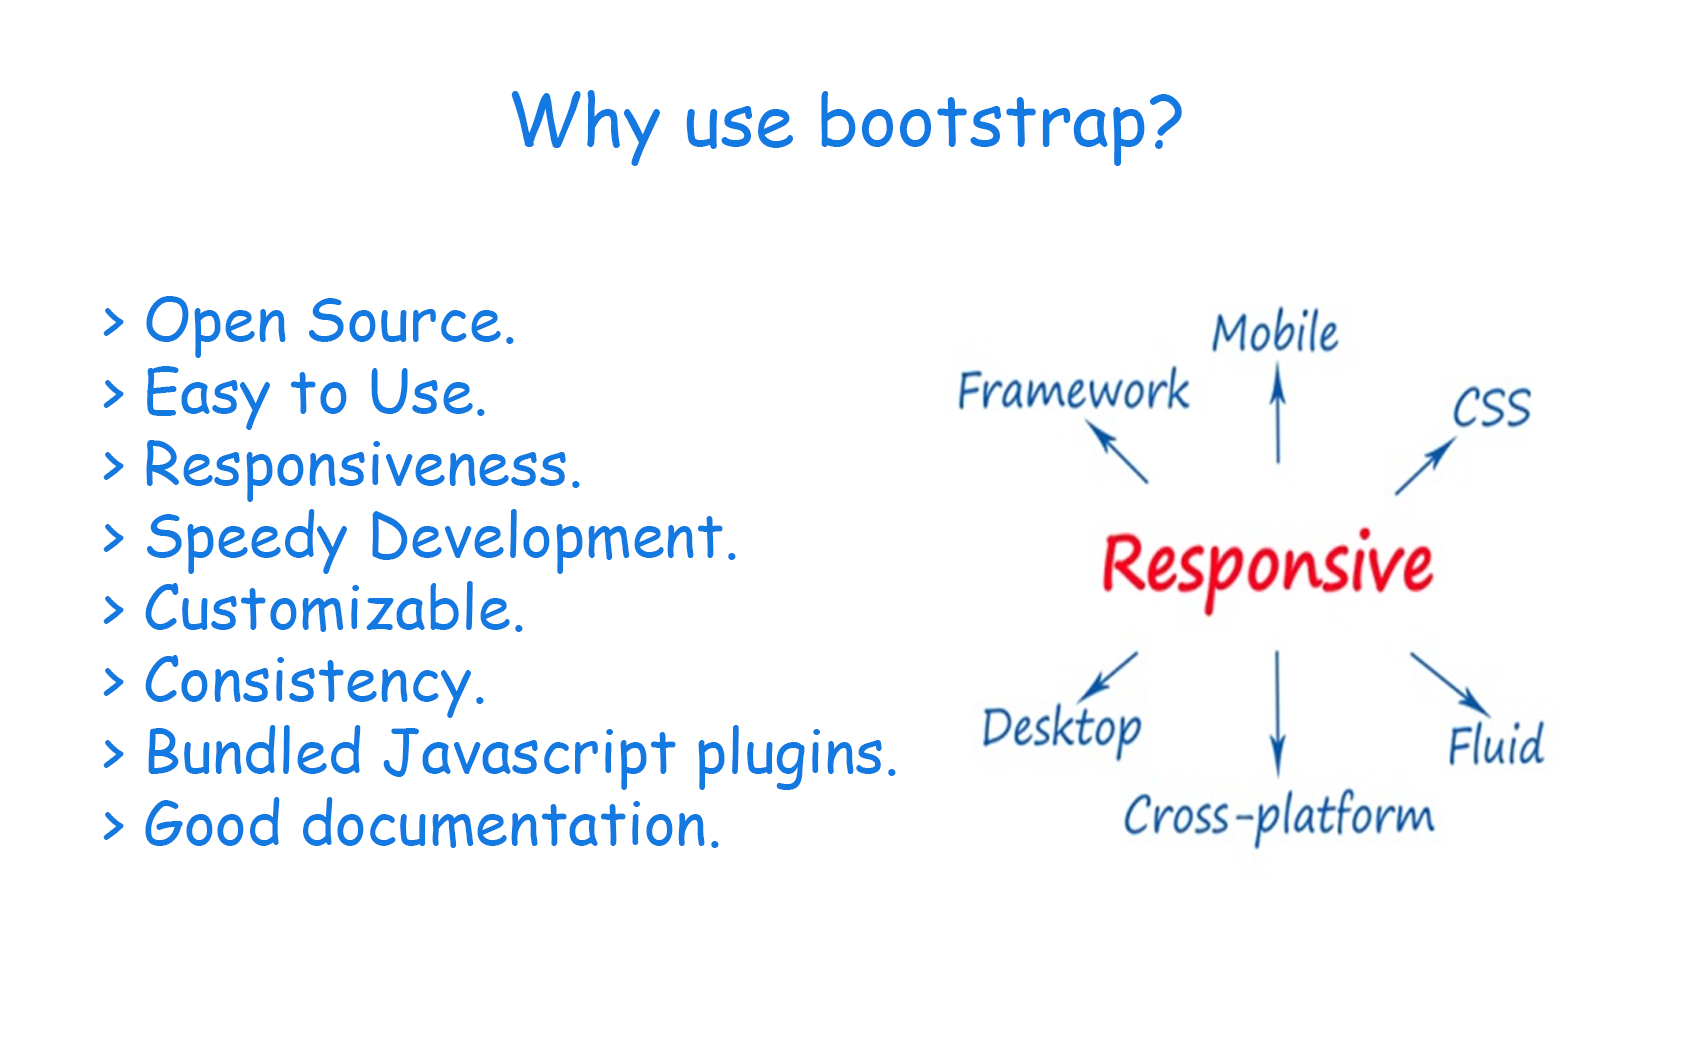 Why use bootstrap?
> Open Source.
> Easy to Use.
> Responsiveness.
> Speedy Development.
> Customizable.
> Consistency.
> Bundled Javascript plugins.
> Good documentation.
Mobile
Framework
CSS
Responsive
Desktop
Fluid
Cross-platform